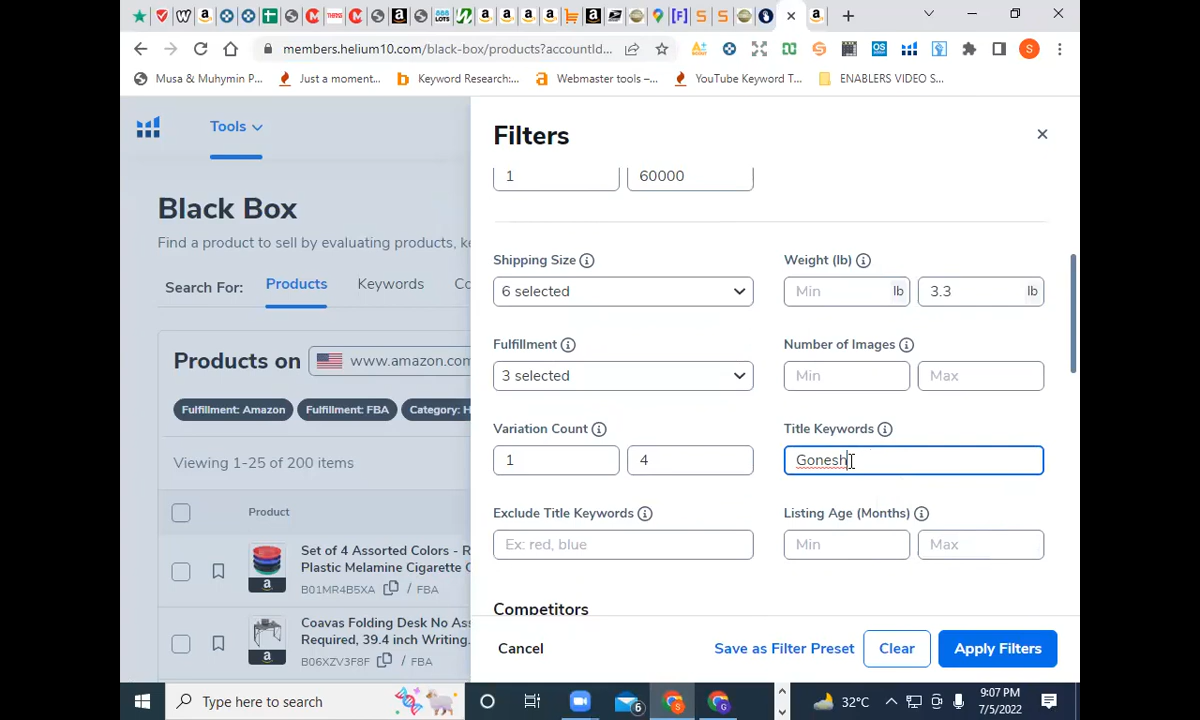 Musa & Muhymin P...
Just a moment...
Keyword Research:...
Webmaster tools –...
YouTube Keyword T...
ENABLERS VIDEO S...
members.helium10.com/black-box/products?accountId...
S
Tools
Black Box
Find a product to sell by evaluating products, ke
Search For:
Products
Keywords
Co
Products on
www.amazon.com
Fulfillment: Amazon
Fulfillment: FBA
Category: H
Viewing 1-25 of 200 items
Product
Set of 4 Assorted Colors - R
Plastic Melamine Cigarette
B01MR4B5XA / FBA
Coavas Folding Desk No Ass
Required, 39.4 inch Writing
B06XZV3F8F / FBA
Filters
1
60000
Shipping Size
6 selected
Weight (lb)
Min lb
3.3 lb
Fulfillment
3 selected
Number of Images
Min
Max
Variation Count
1
4
Title Keywords
Gonesh
Exclude Title Keywords
Ex: red, blue
Listing Age (Months)
Min
Max
Competitors
Cancel
Save as Filter Preset
Clear
Apply Filters
Type here to search
6
32°C
9:07 PM
7/5/2022